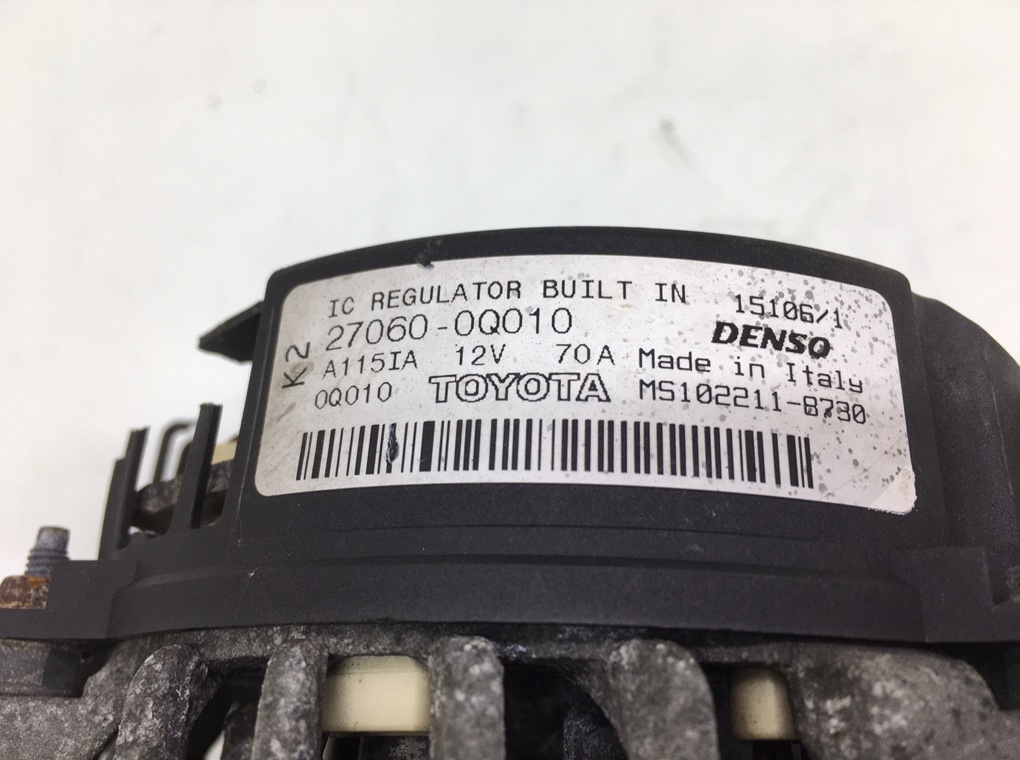 IC REGULATOR BUILT IN 15106/1
K2
27060-0Q010 DENSO
A115IA 12V 70A Made in Italy
0Q010 TOYOTA MS102211-8730